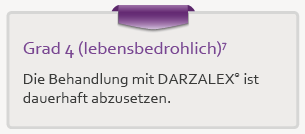 Grad 4 (lebensbedrohlich)⁷
Die Behandlung mit DARZALEX® ist
dauerhaft abzusetzen.